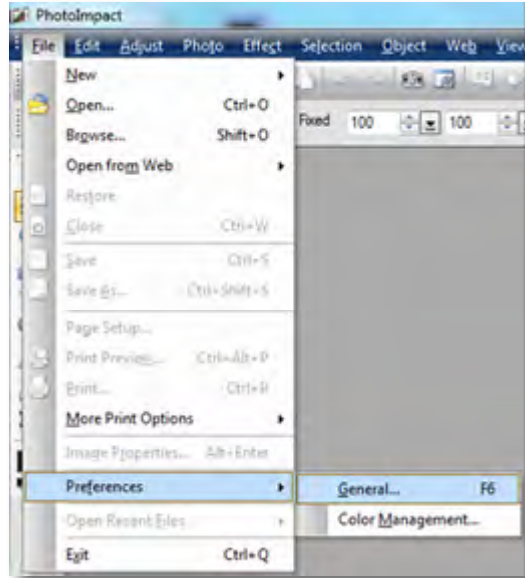 PhotoImpact
File Edit Adjust Photo Effect Selection Object Web View
New
Open... Ctrl+O
Fixed 100 100
Browse... Shift+O
Open from Web
Restore
Close Ctrl+W
Save Ctrl+S
Save As... Ctrl+Shift+S
Page Setup...
Print Preview... Ctrl+Alt+P
Print... Ctrl+P
More Print Options
Image Properties... Alt+Enter
Preferences
General... F6
Open Recent Files
Color Management...
Exit Ctrl+Q